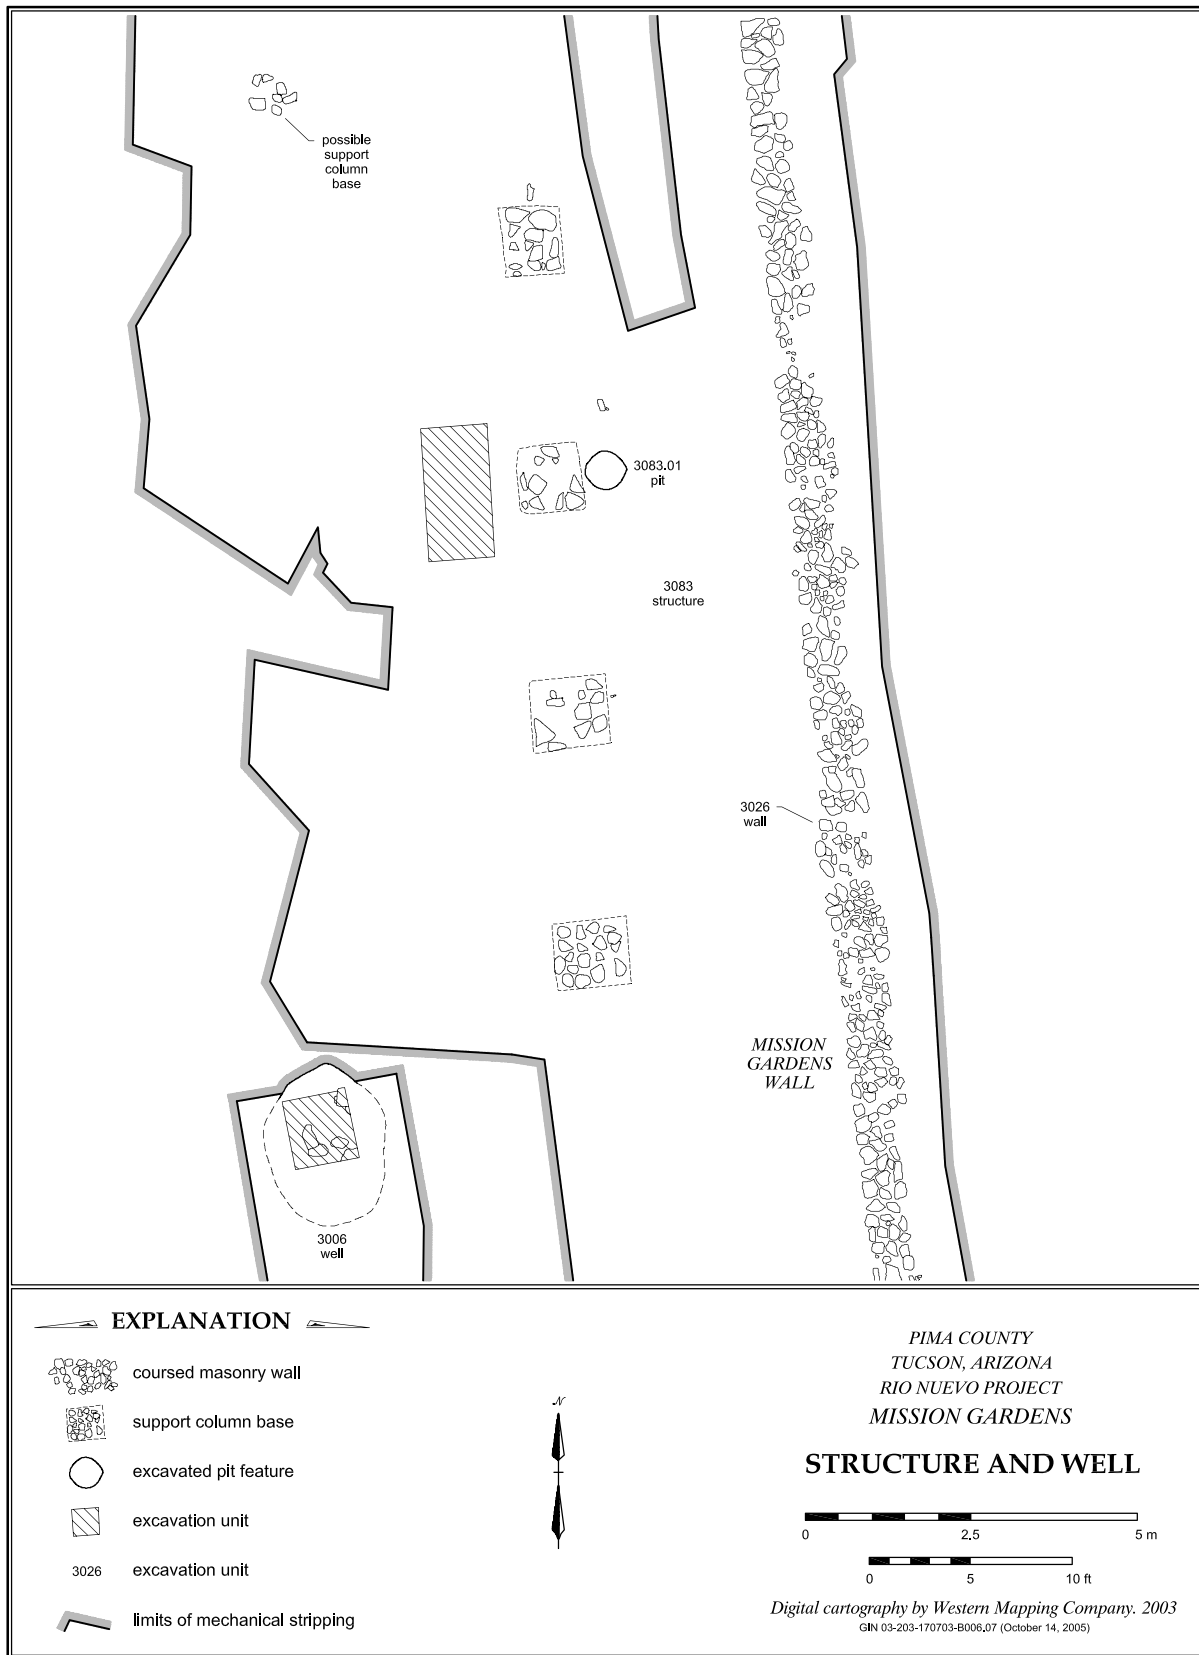 possible
support
column
base
3083.01
pit
3083
structure
3026
wall
MISSION
GARDENS
WALL
3006
well
EXPLANATION
coursed masonry wall
support column base
excavated pit feature
excavation unit
3026 excavation unit
limits of mechanical stripping
N
PIMA COUNTY
TUCSON, ARIZONA
RIO NUEVO PROJECT
MISSION GARDENS
STRUCTURE AND WELL
0 2.5 5 m
0 5 10 ft
Digital cartography by Western Mapping Company. 2003
GIN 03-203-170703-B006.07 (October 14, 2005)